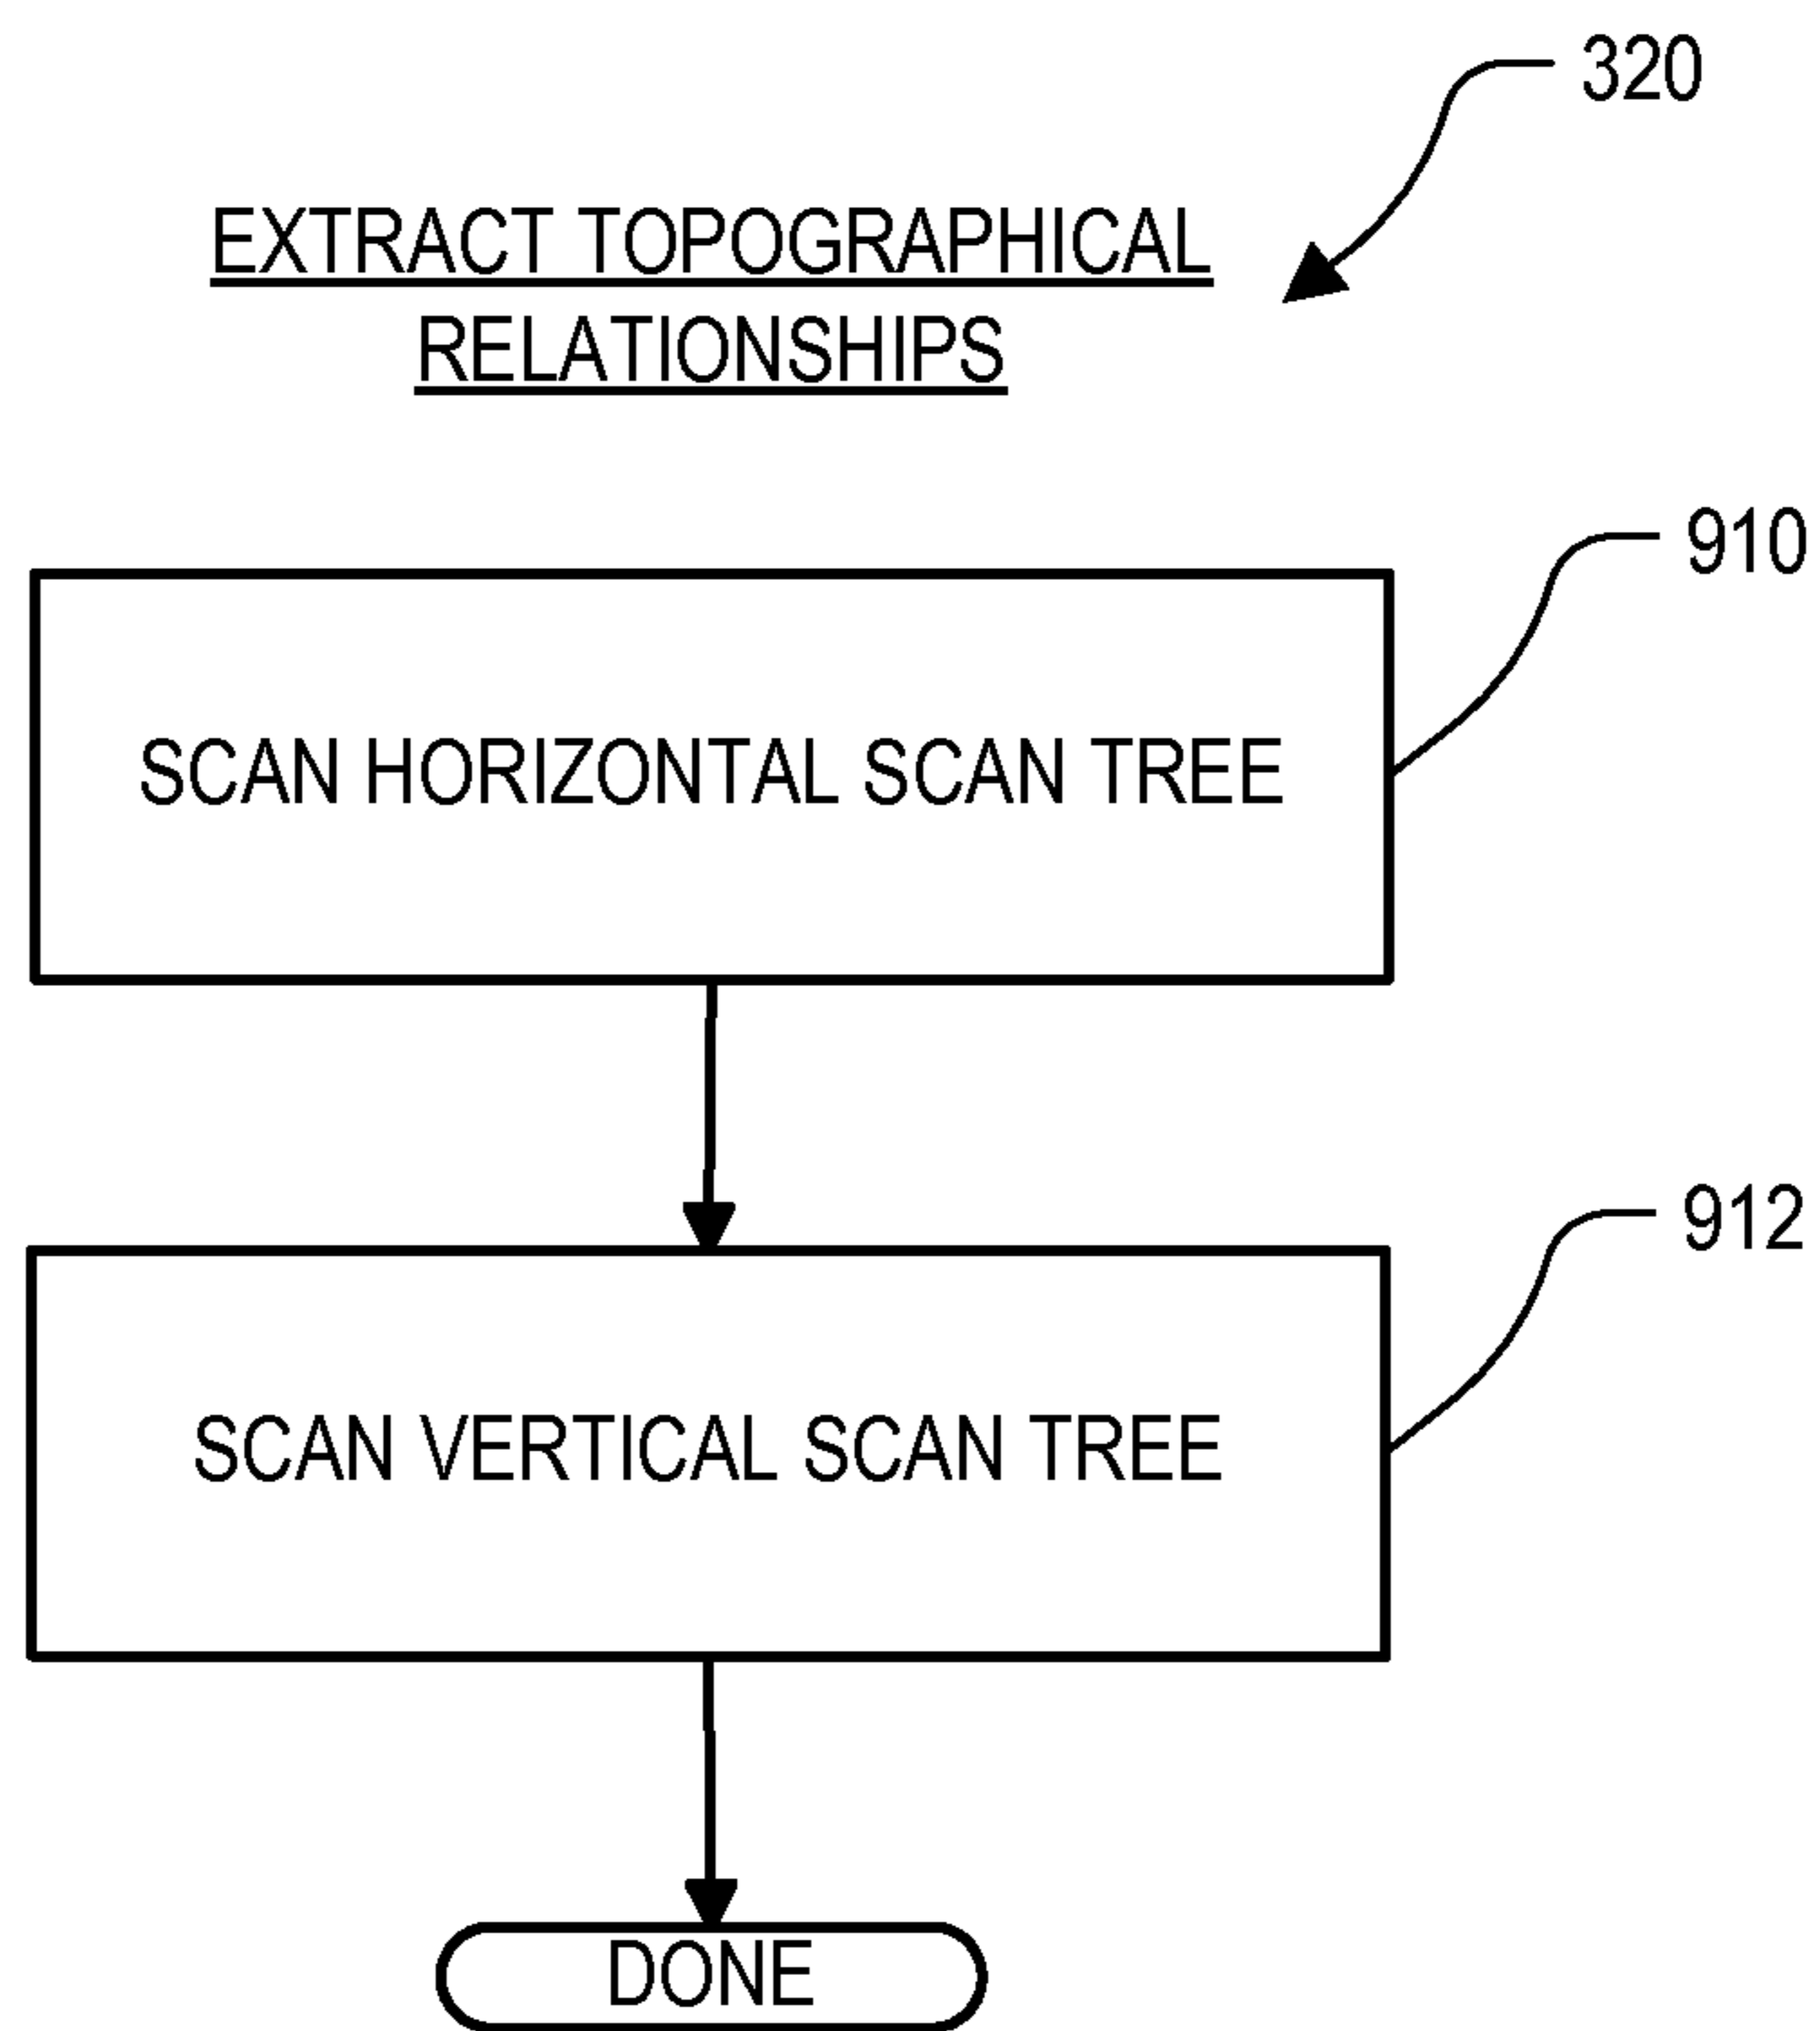 320
EXTRACT TOPOGRAPHICAL
RELATIONSHIPS
910
SCAN HORIZONTAL SCAN TREE
912
SCAN VERTICAL SCAN TREE
DONE